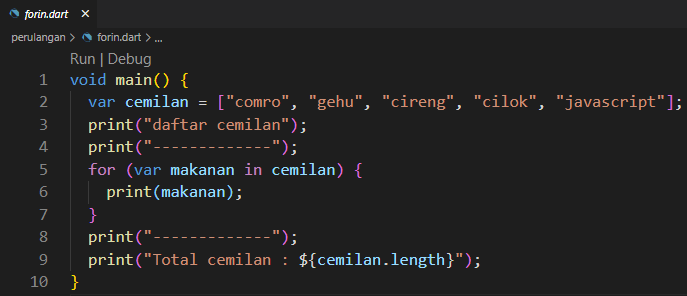 forin.dart ×
perulangan > forin.dart > ...
Run | Debug
1 void main() {
2   var cemilan = ["comro", "gehu", "cireng", "cilok", "javascript"];
3   print("daftar cemilan");
4   print("-------------");
5   for (var makanan in cemilan) {
6     print(makanan);
7   }
8   print("-------------");
9   print("Total cemilan : ${cemilan.length}");
10 }